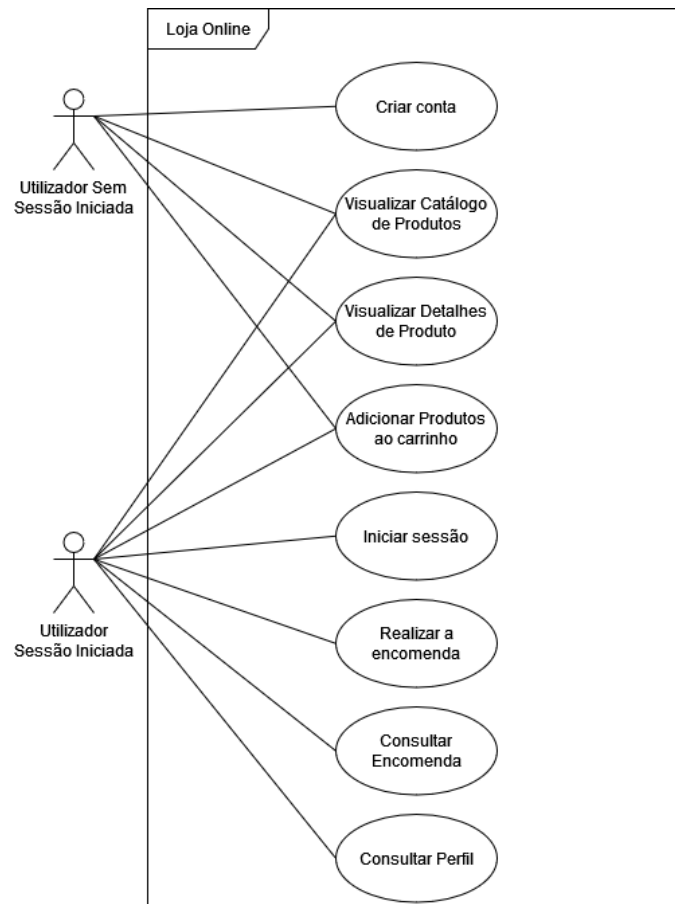 Loja Online
Criar conta
Utilizador Sem
Sessão Iniciada
Visualizar Catálogo
de Produtos
Visualizar Detalhes
de Produto
Adicionar Produtos
ao carrinho
Iniciar sessão
Utilizador
Sessão Iniciada
Realizar a
encomenda
Consultar
Encomenda
Consultar Perfil